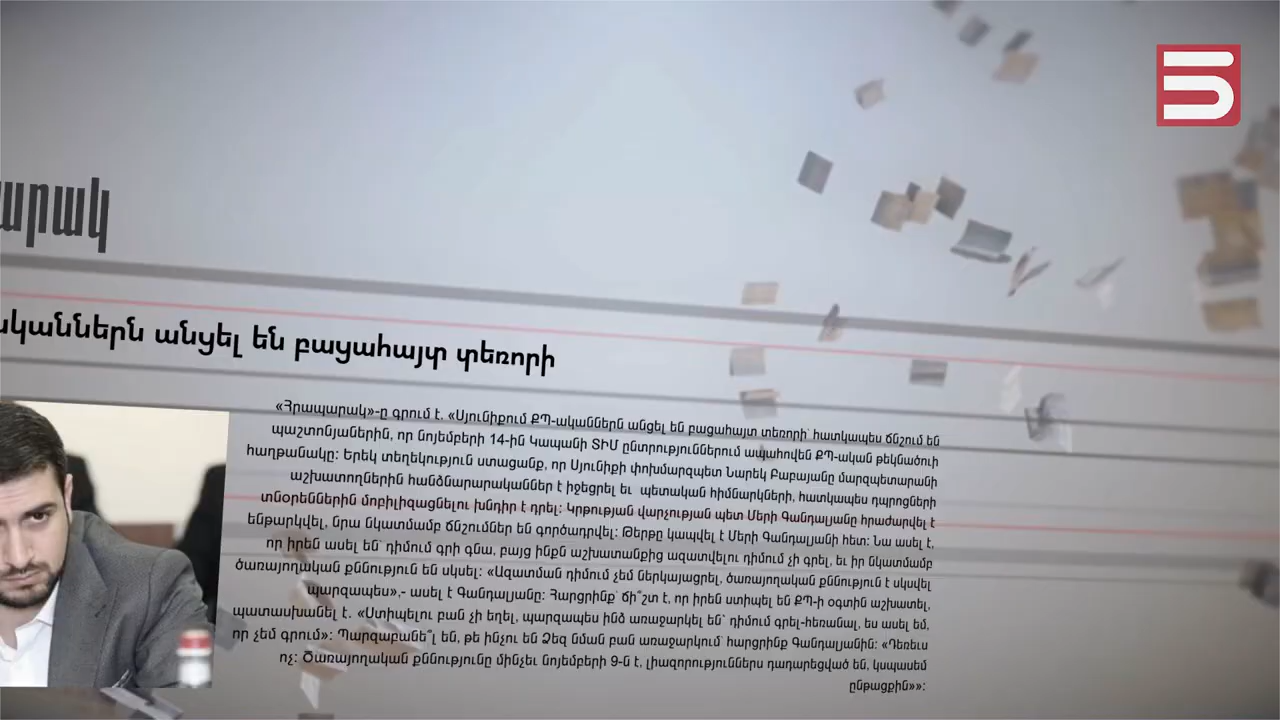 արակ
ականներն անցել են բացահայտ տեռորի
«Հրապարակ»-ը գրում է. «Սյունիքում ՔՊ-ականներն անցել են բացահայտ տեռորի՝ հատկապես ճնշում են
պաշտոնյաներին, որ նոյեմբերի 14-ին Կապանի ՏԻՄ ընտրություններում ապահովեն ՔՊ-ական թեկնածուի
հաղթանակը: Երեկ տեղեկություն ստացանք, որ Սյունիքի փոխմարզպետ Նարեկ Բաբայանը մարզպետարանի
աշխատողներին հանձնարարականներ է իջեցրել եւ պետական հիմնարկների, հատկապես դպրոցների
տնօրեններին մոբիլիզացնելու խնդիր է դրել: Կրթության վարչության պետ Մերի Գանդալյանը հրաժարվել է
ենթարկվել, նրա նկատմամբ ճնշումներ են գործադրվել: Թերթը կապվել է Մերի Գանդալյանի հետ: Նա ասել է,
որ իրեն ասել են՝ դիմում գրի գնա, բայց ինքն աշխատանքից ազատվելու դիմում չի գրել, եւ իր նկատմամբ
ծառայողական քննություն են սկսել: «Ազատման դիմում չեմ ներկայացրել, ծառայողական քննություն է սկսվել
պարզապես»,- ասել է Գանդալյանը: Հարցրինք՝ ճի՞շտ է, որ իրեն ստիպել են ՔՊ-ի օգտին աշխատել,
պատասխանել է. «Ստիպելու բան չի եղել, պարզապես ինձ առաջարկել են՝ դիմում գրել-հեռանալ, ես ասել եմ,
որ չեմ գրում»: Պարզաբանե՞լ են, թե ինչու են Ձեզ նման բան առաջարկում՝ հարցրինք Գանդալյանին: «Դեռեւս
ոչ: Ծառայողական քննությունը մինչեւ նոյեմբերի 9-ն է, լիազորություններս դադարեցված են, կսպասեմ
ընթացքին»»: